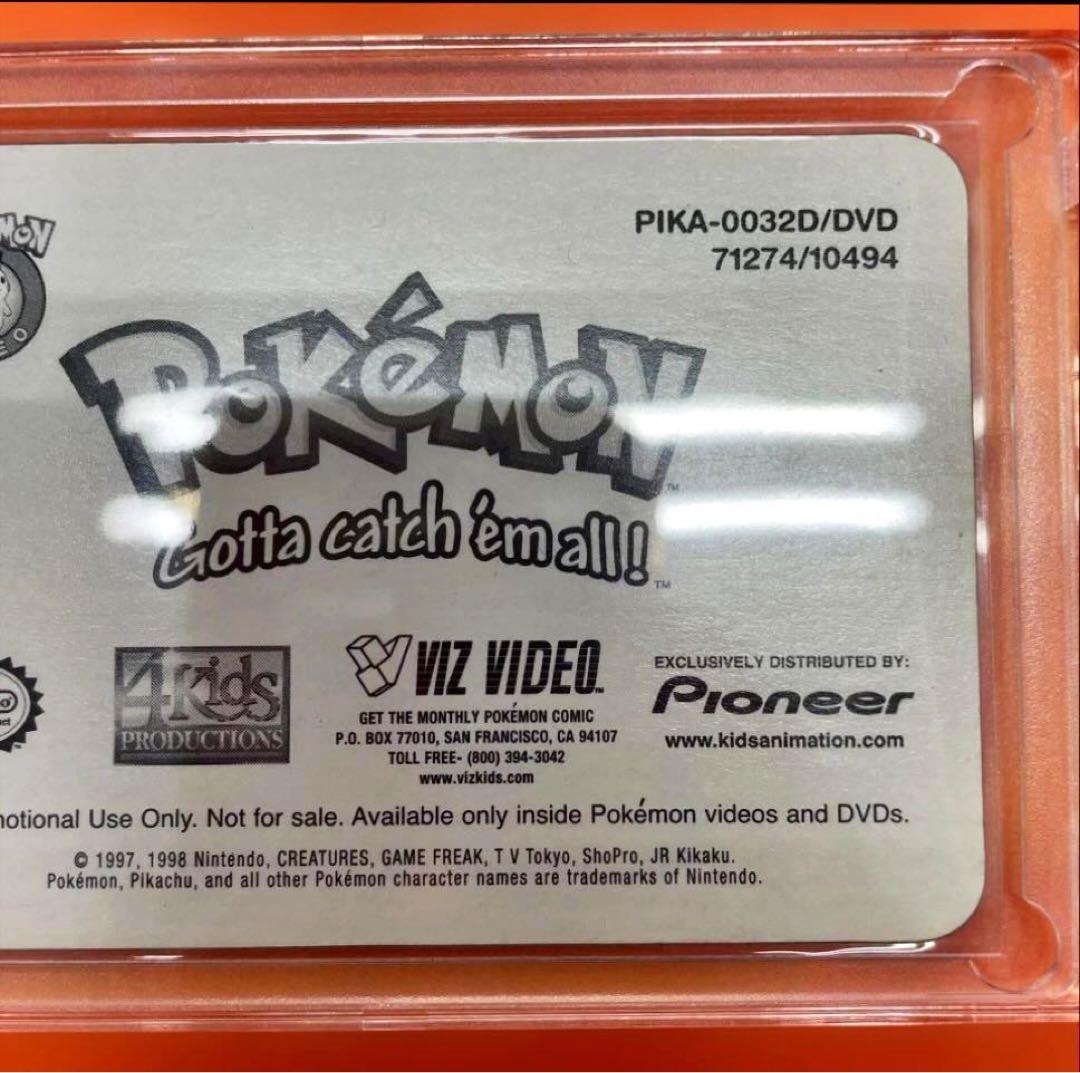 PIKA-0032D/DVD
71274/10494
POKéMON
TM
Gotta catch 'em all!
TM
4Kids
PRODUCTIONS
VIZ VIDEO
GET THE MONTHLY POKÉMON COMIC
P.O. BOX 77010, SAN FRANCISCO, CA 94107
TOLL FREE- (800) 394-3042
www.vizkids.com
EXCLUSIVELY DISTRIBUTED BY:
Pioneer
www.kidsanimation.com
Use Only. Not for sale. Available only inside Pokémon videos and DVDs.
© 1997, 1998 Nintendo, CREATURES, GAME FREAK, T V Tokyo, ShoPro, JR Kikaku.
Pokémon, Pikachu, and all other Pokémon character names are trademarks of Nintendo.